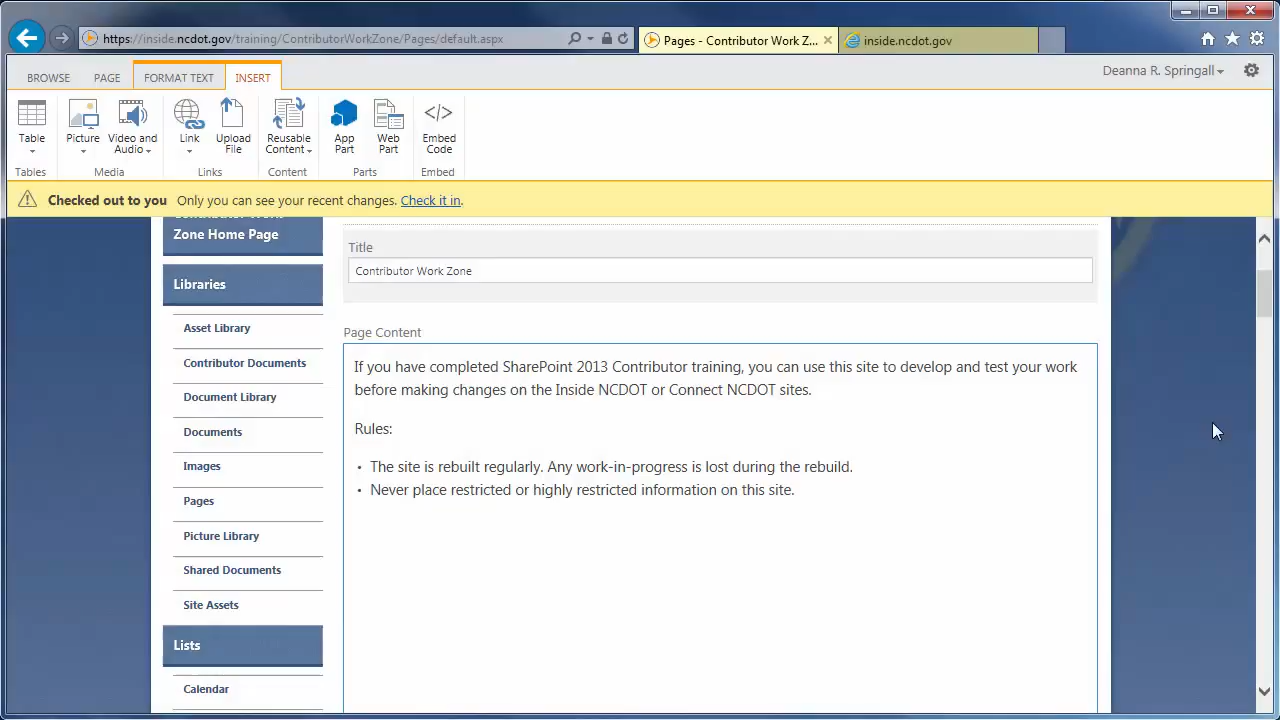 https://inside.ncdot.gov/training/ContributorWorkZone/Pages/default.aspx
Pages - Contributor Work Z...
inside.ncdot.gov
BROWSE PAGE FORMAT TEXT INSERT
Deanna R. Springall
Table
Picture
Video and
Audio
Link
Upload
File
Reusable
Content
App
Part
Web
Part
Embed
Code
Tables Media Links Content Parts Embed
Checked out to you Only you can see your recent changes. Check it in.
Zone Home Page
Libraries
Asset Library
Contributor Documents
Document Library
Documents
Images
Pages
Picture Library
Shared Documents
Site Assets
Lists
Calendar
Title
Contributor Work Zone
Page Content
If you have completed SharePoint 2013 Contributor training, you can use this site to develop and test your work
before making changes on the Inside NCDOT or Connect NCDOT sites.
Rules:
• The site is rebuilt regularly. Any work-in-progress is lost during the rebuild.
• Never place restricted or highly restricted information on this site.